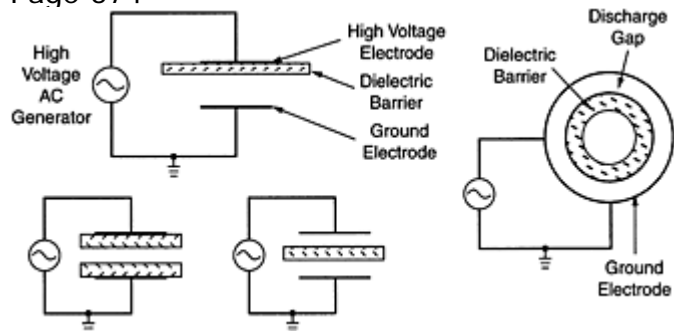 High
Voltage
AC
Generator
High Voltage
Electrode
Dielectric
Barrier
Ground
Electrode
Discharge
Gap
Dielectric
Barrier
Ground
Electrode